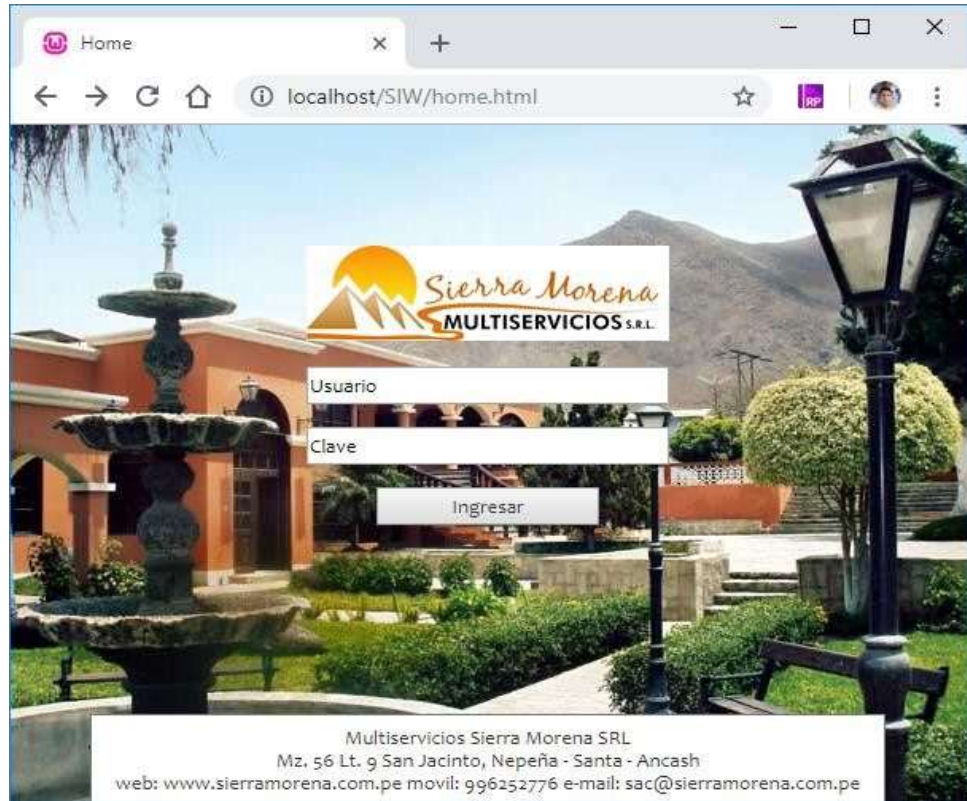 Home
localhost/SIW/home.html
RP
Sierra Morena
MULTISERVICIOS S.R.L.
Usuario
Clave
Ingresar
Multiservicios Sierra Morena SRL
Mz. 56 Lt. 9 San Jacinto, Nepeña - Santa - Ancash
web: www.sierramorena.com.pe movil: 996252776 e-mail: sac@sierramorena.com.pe